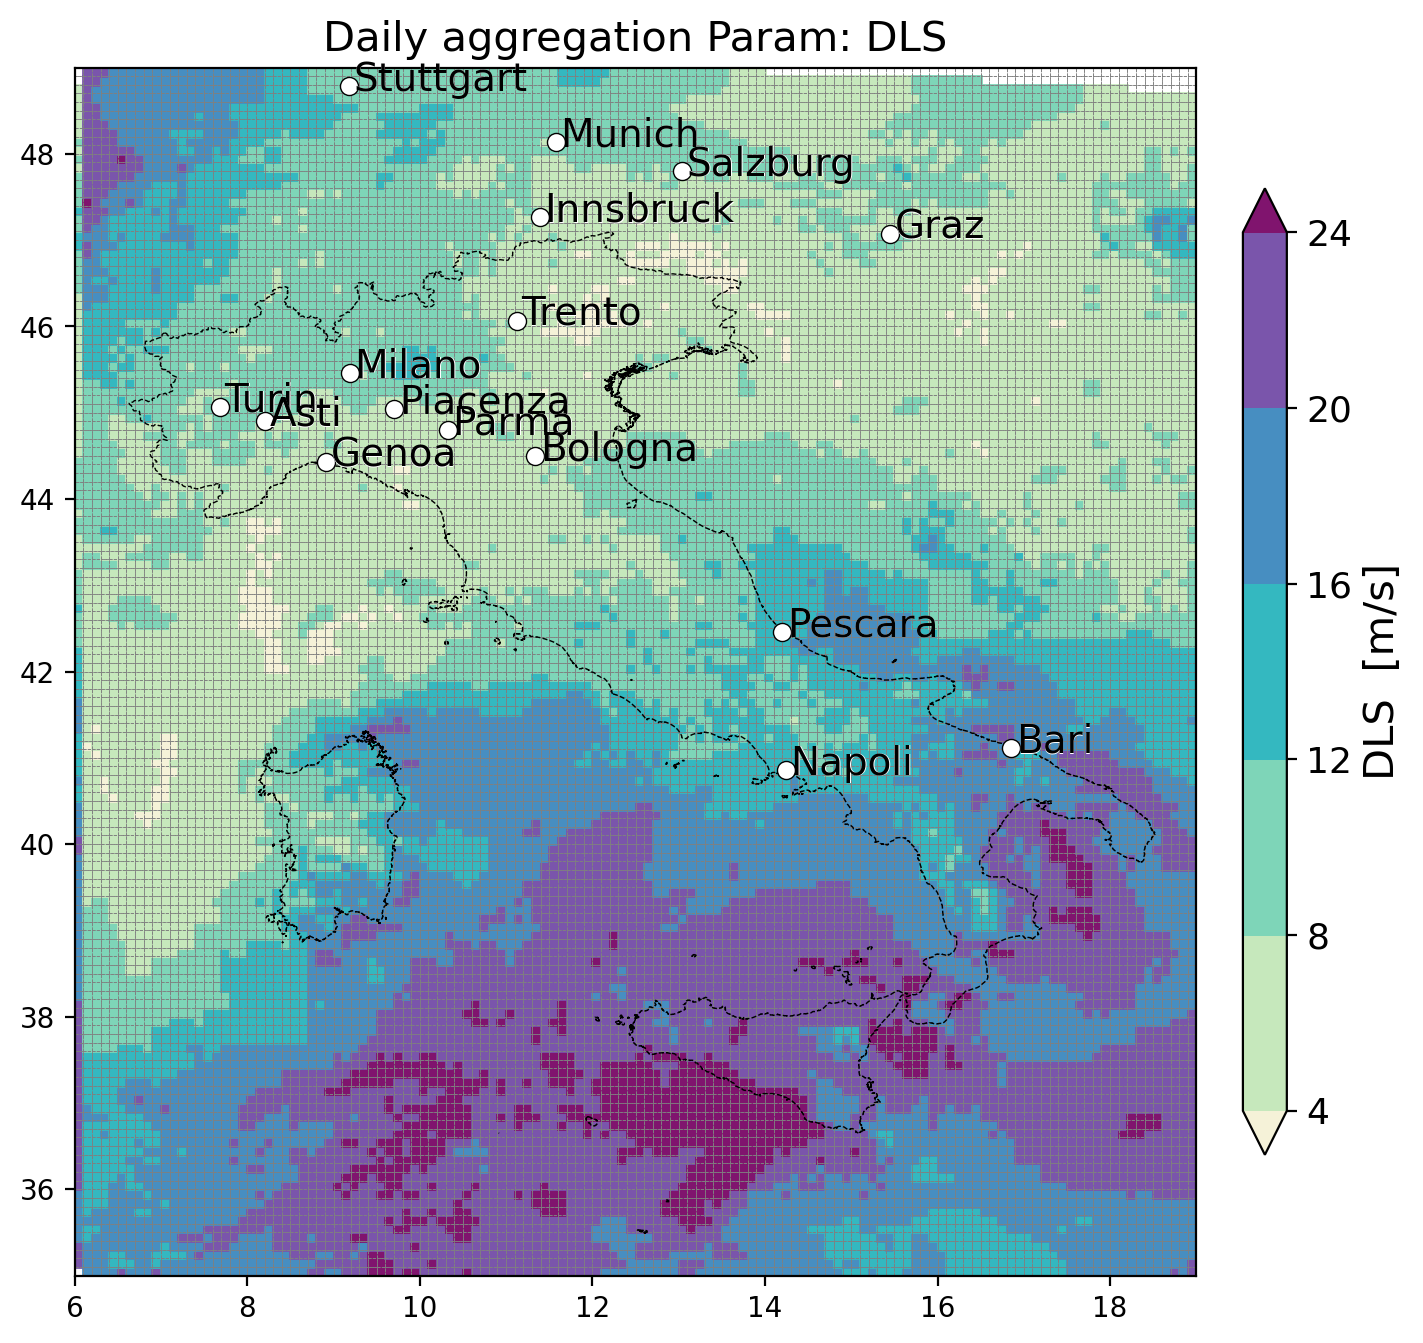 Daily aggregation Param: DLS
Stuttgart
Munich
Salzburg
Innsbruck
Graz
Trento
Milano
Turin
Asti
Piacenza
Parma
Genoa
Bologna
Pescara
Bari
Napoli
48
46
44
42
40
38
36
6
8
10
12
14
16
18
24
20
16
12
8
4
DLS [m/s]